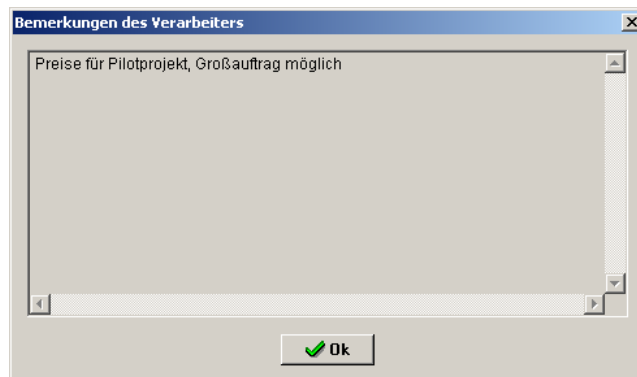 Bemerkungen des Verarbeiters
Preise für Pilotprojekt, Großauftrag möglich
Ok